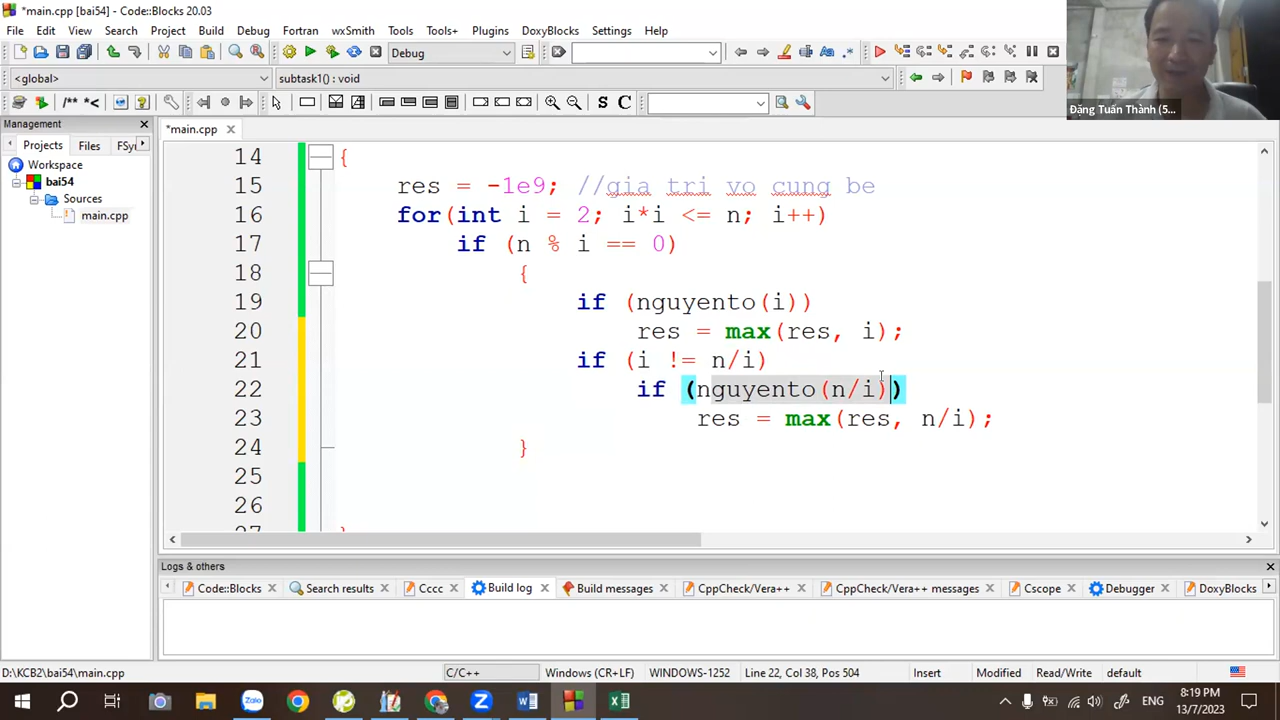 *main.cpp [bai54] - Code::Blocks 20.03
File Edit View Search Project Build Debug Fortran wxSmith Tools Tools+ Plugins DoxyBlocks Settings Help
Debug
<global>
subtask1() : void
/** *<
S C
Đặng Tuấn Thành (5...
Management
Projects Files FSy
Workspace
bai54
Sources
main.cpp
*main.cpp
14 {
15 res = -1e9; //gia tri vo cung be
16 for(int i = 2; i*i <= n; i++)
17 if (n % i == 0)
18 {
19 if (nguyento(i))
20 res = max(res, i);
21 if (i != n/i)
22 if (nguyento(n/i))
23 res = max(res, n/i);
24 }
25
26
27 }
Logs & others
Code::Blocks Search results Cccc Build log Build messages CppCheck/Vera++ CppCheck/Vera++ messages Cscope Debugger DoxyBlocks
D:\KCB2\bai54\main.cpp C/C++ Windows (CR+LF) WINDOWS-1252 Line 22, Col 38, Pos 504 Insert Modified Read/Write default
Zalo
ENG
8:19 PM
13/7/2023